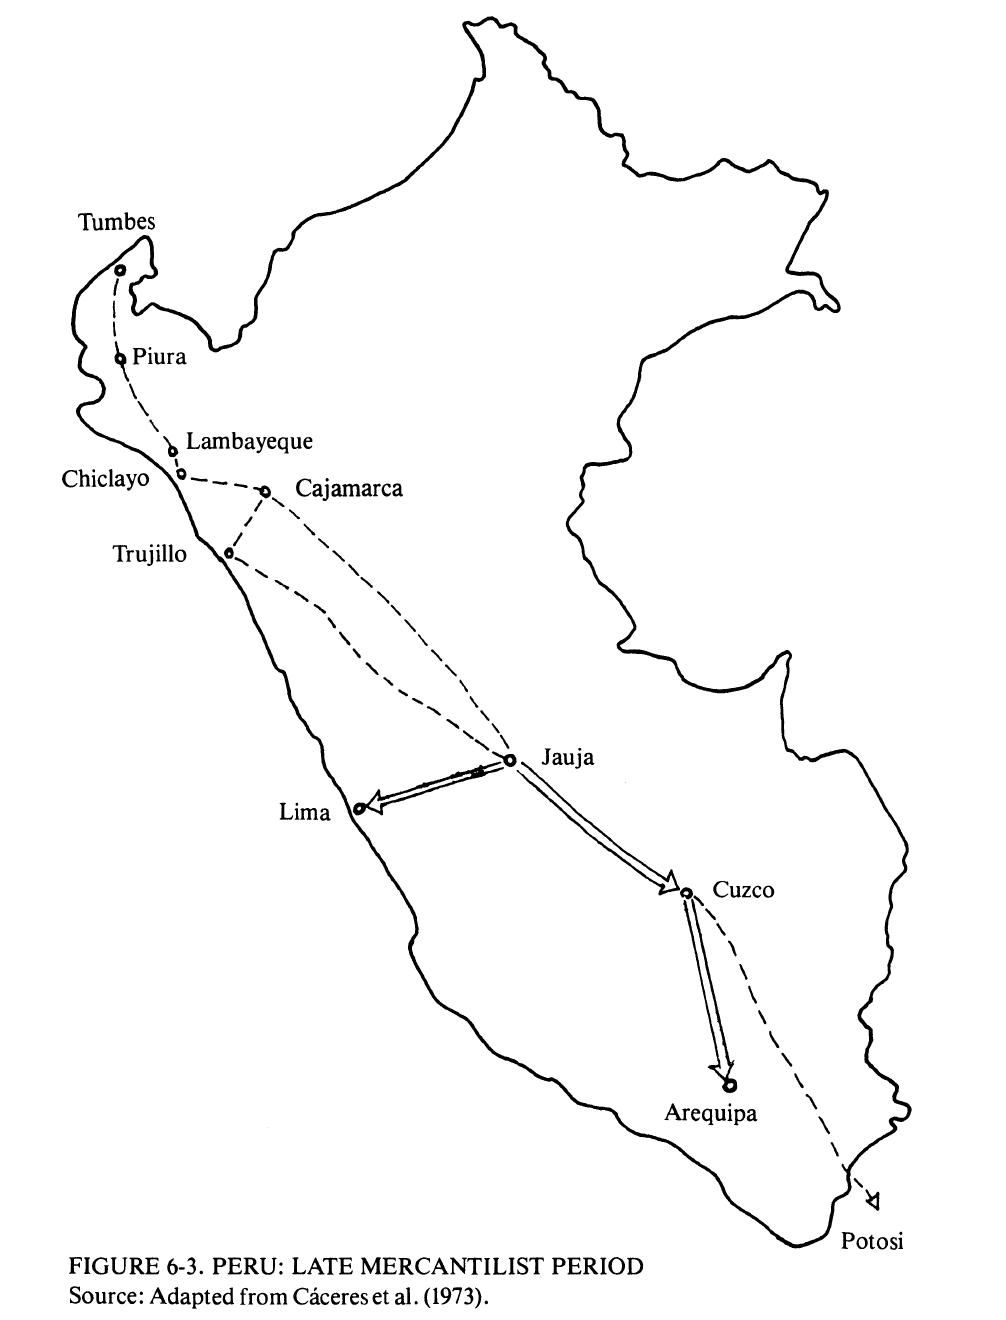 Tumbes
Piura
Lambayeque
Chiclayo
Cajamarca
Trujillo
Jauja
Lima
Cuzco
Arequipa
Potosi
FIGURE 6-3. PERU: LATE MERCANTILIST PERIOD
Source: Adapted from Cáceres et al. (1973).